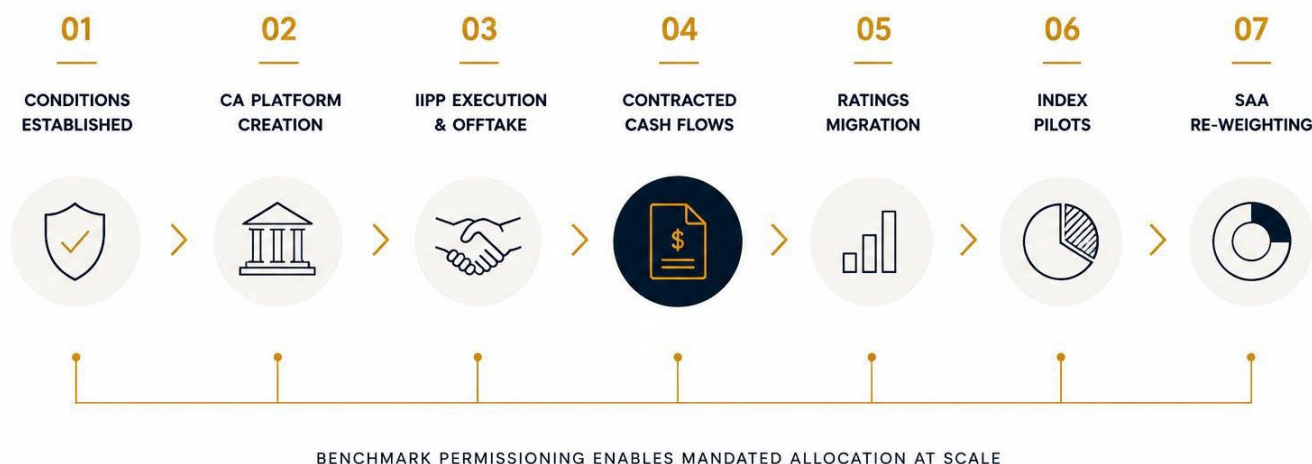 01
CONDITIONS
ESTABLISHED
02
CA PLATFORM
CREATION
03
IIPP EXECUTION
& OFFTAKE
04
CONTRACTED
CASH FLOWS
$
05
RATINGS
MIGRATION
06
INDEX
PILOTS
07
SAA
RE-WEIGHTING
BENCHMARK PERMISSIONING ENABLES MANDATED ALLOCATION AT SCALE